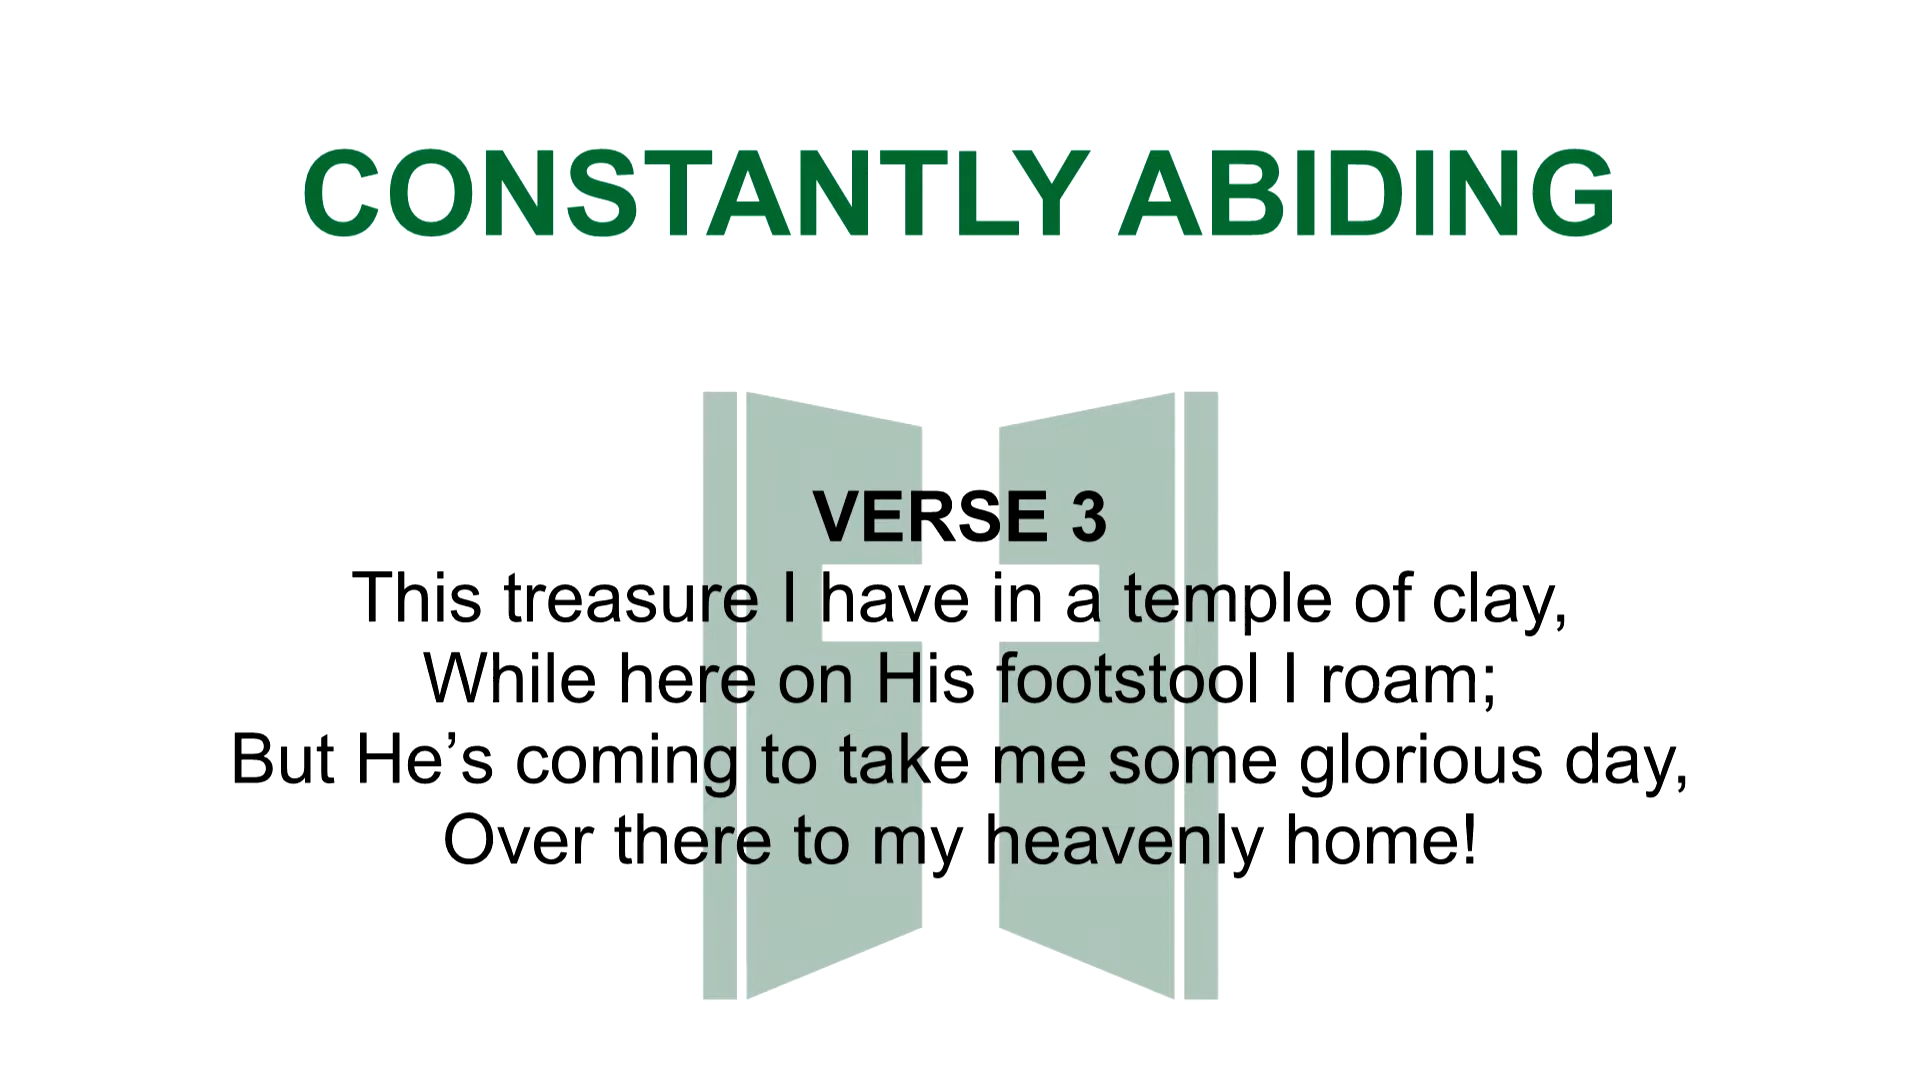 CONSTANTLY ABIDING
VERSE 3
This treasure I have in a temple of clay,
While here on His footstool I roam;
But He’s coming to take me some glorious day,
Over there to my heavenly home!